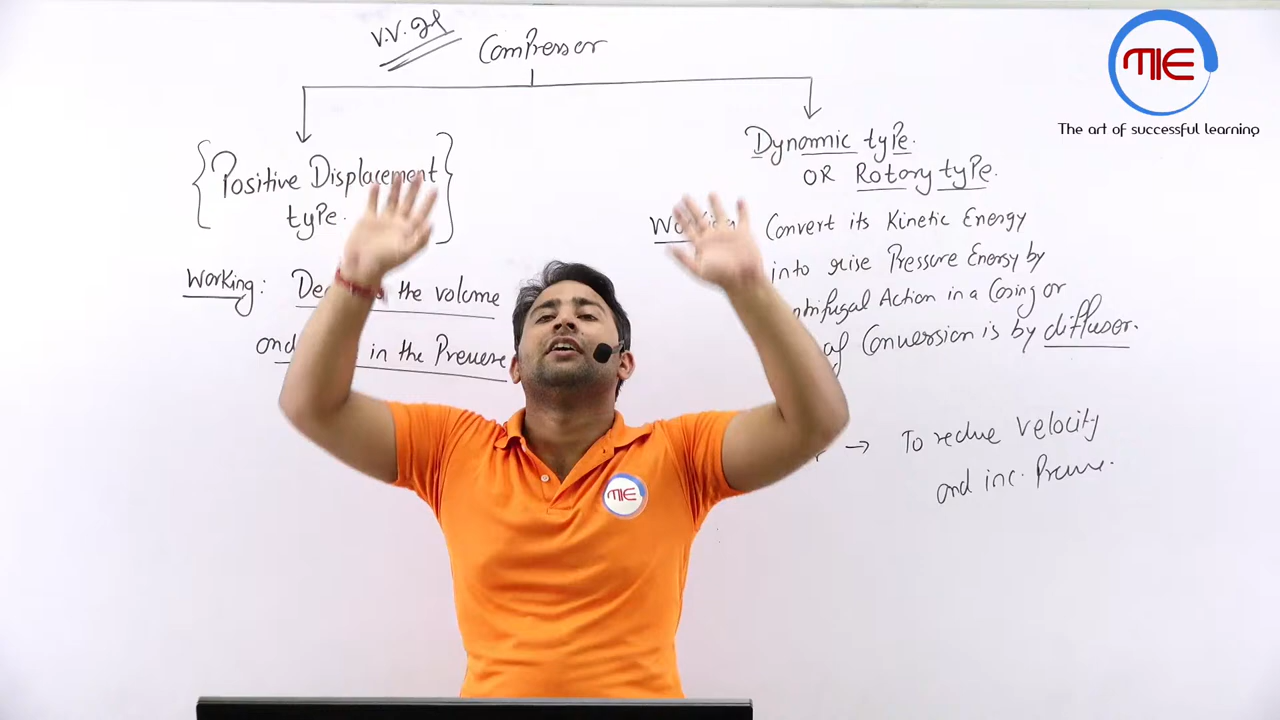 V.V. Compressor
MIE
The art of successful learning
Positive Displacement
type.
Dynamic type.
OR Rotary type.
Working: the volume
and in the Pressure
Convert its Kinetic Energy
into rise Pressure Energy by
Action in a Casing or
of Conversion is by diffuser.
→ To reduce velocity
and inc. Pressure.
MIE